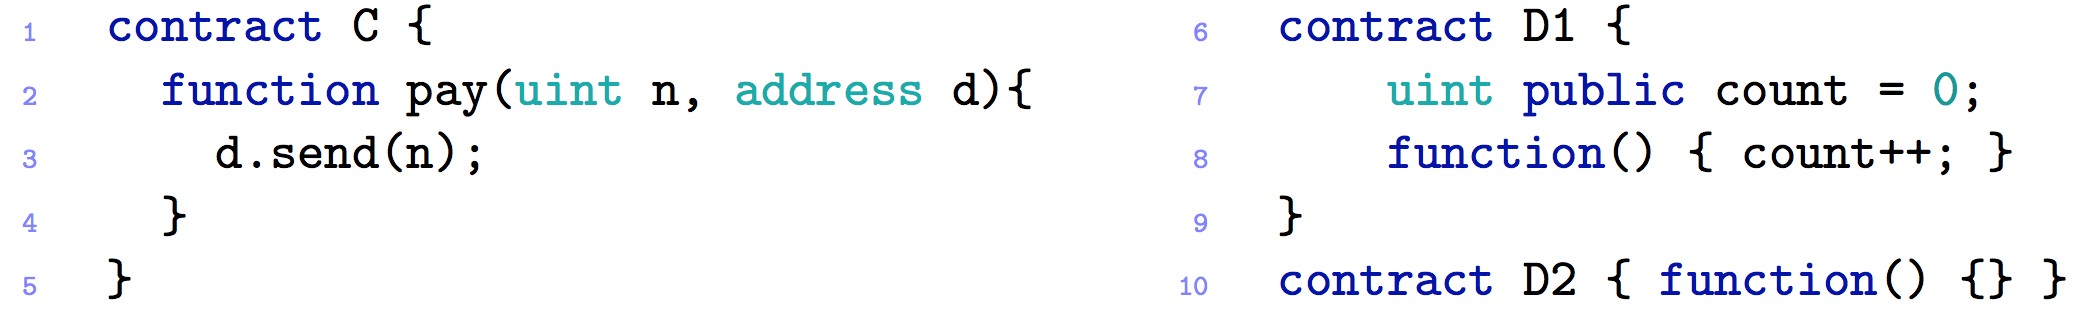 1 contract C {
2 function pay(uint n, address d){
3 d.send(n);
4 }
5 }
6 contract D1 {
7 uint public count = 0;
8 function() { count++; }
9 }
10 contract D2 { function() {} }